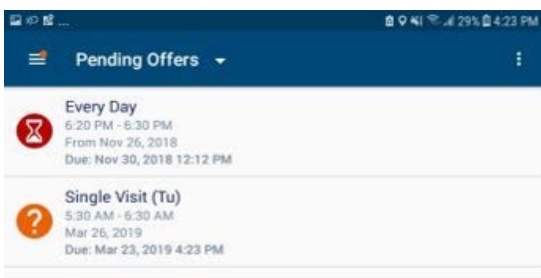 ... 29% 4:23 PM
Pending Offers
Every Day
6:20 PM - 6:30 PM
From Nov 26, 2018
Due: Nov 30, 2018 12:12 PM
Single Visit (Tu)
5:30 AM - 6:30 AM
Mar 26, 2019
Due: Mar 23, 2019 4:23 PM